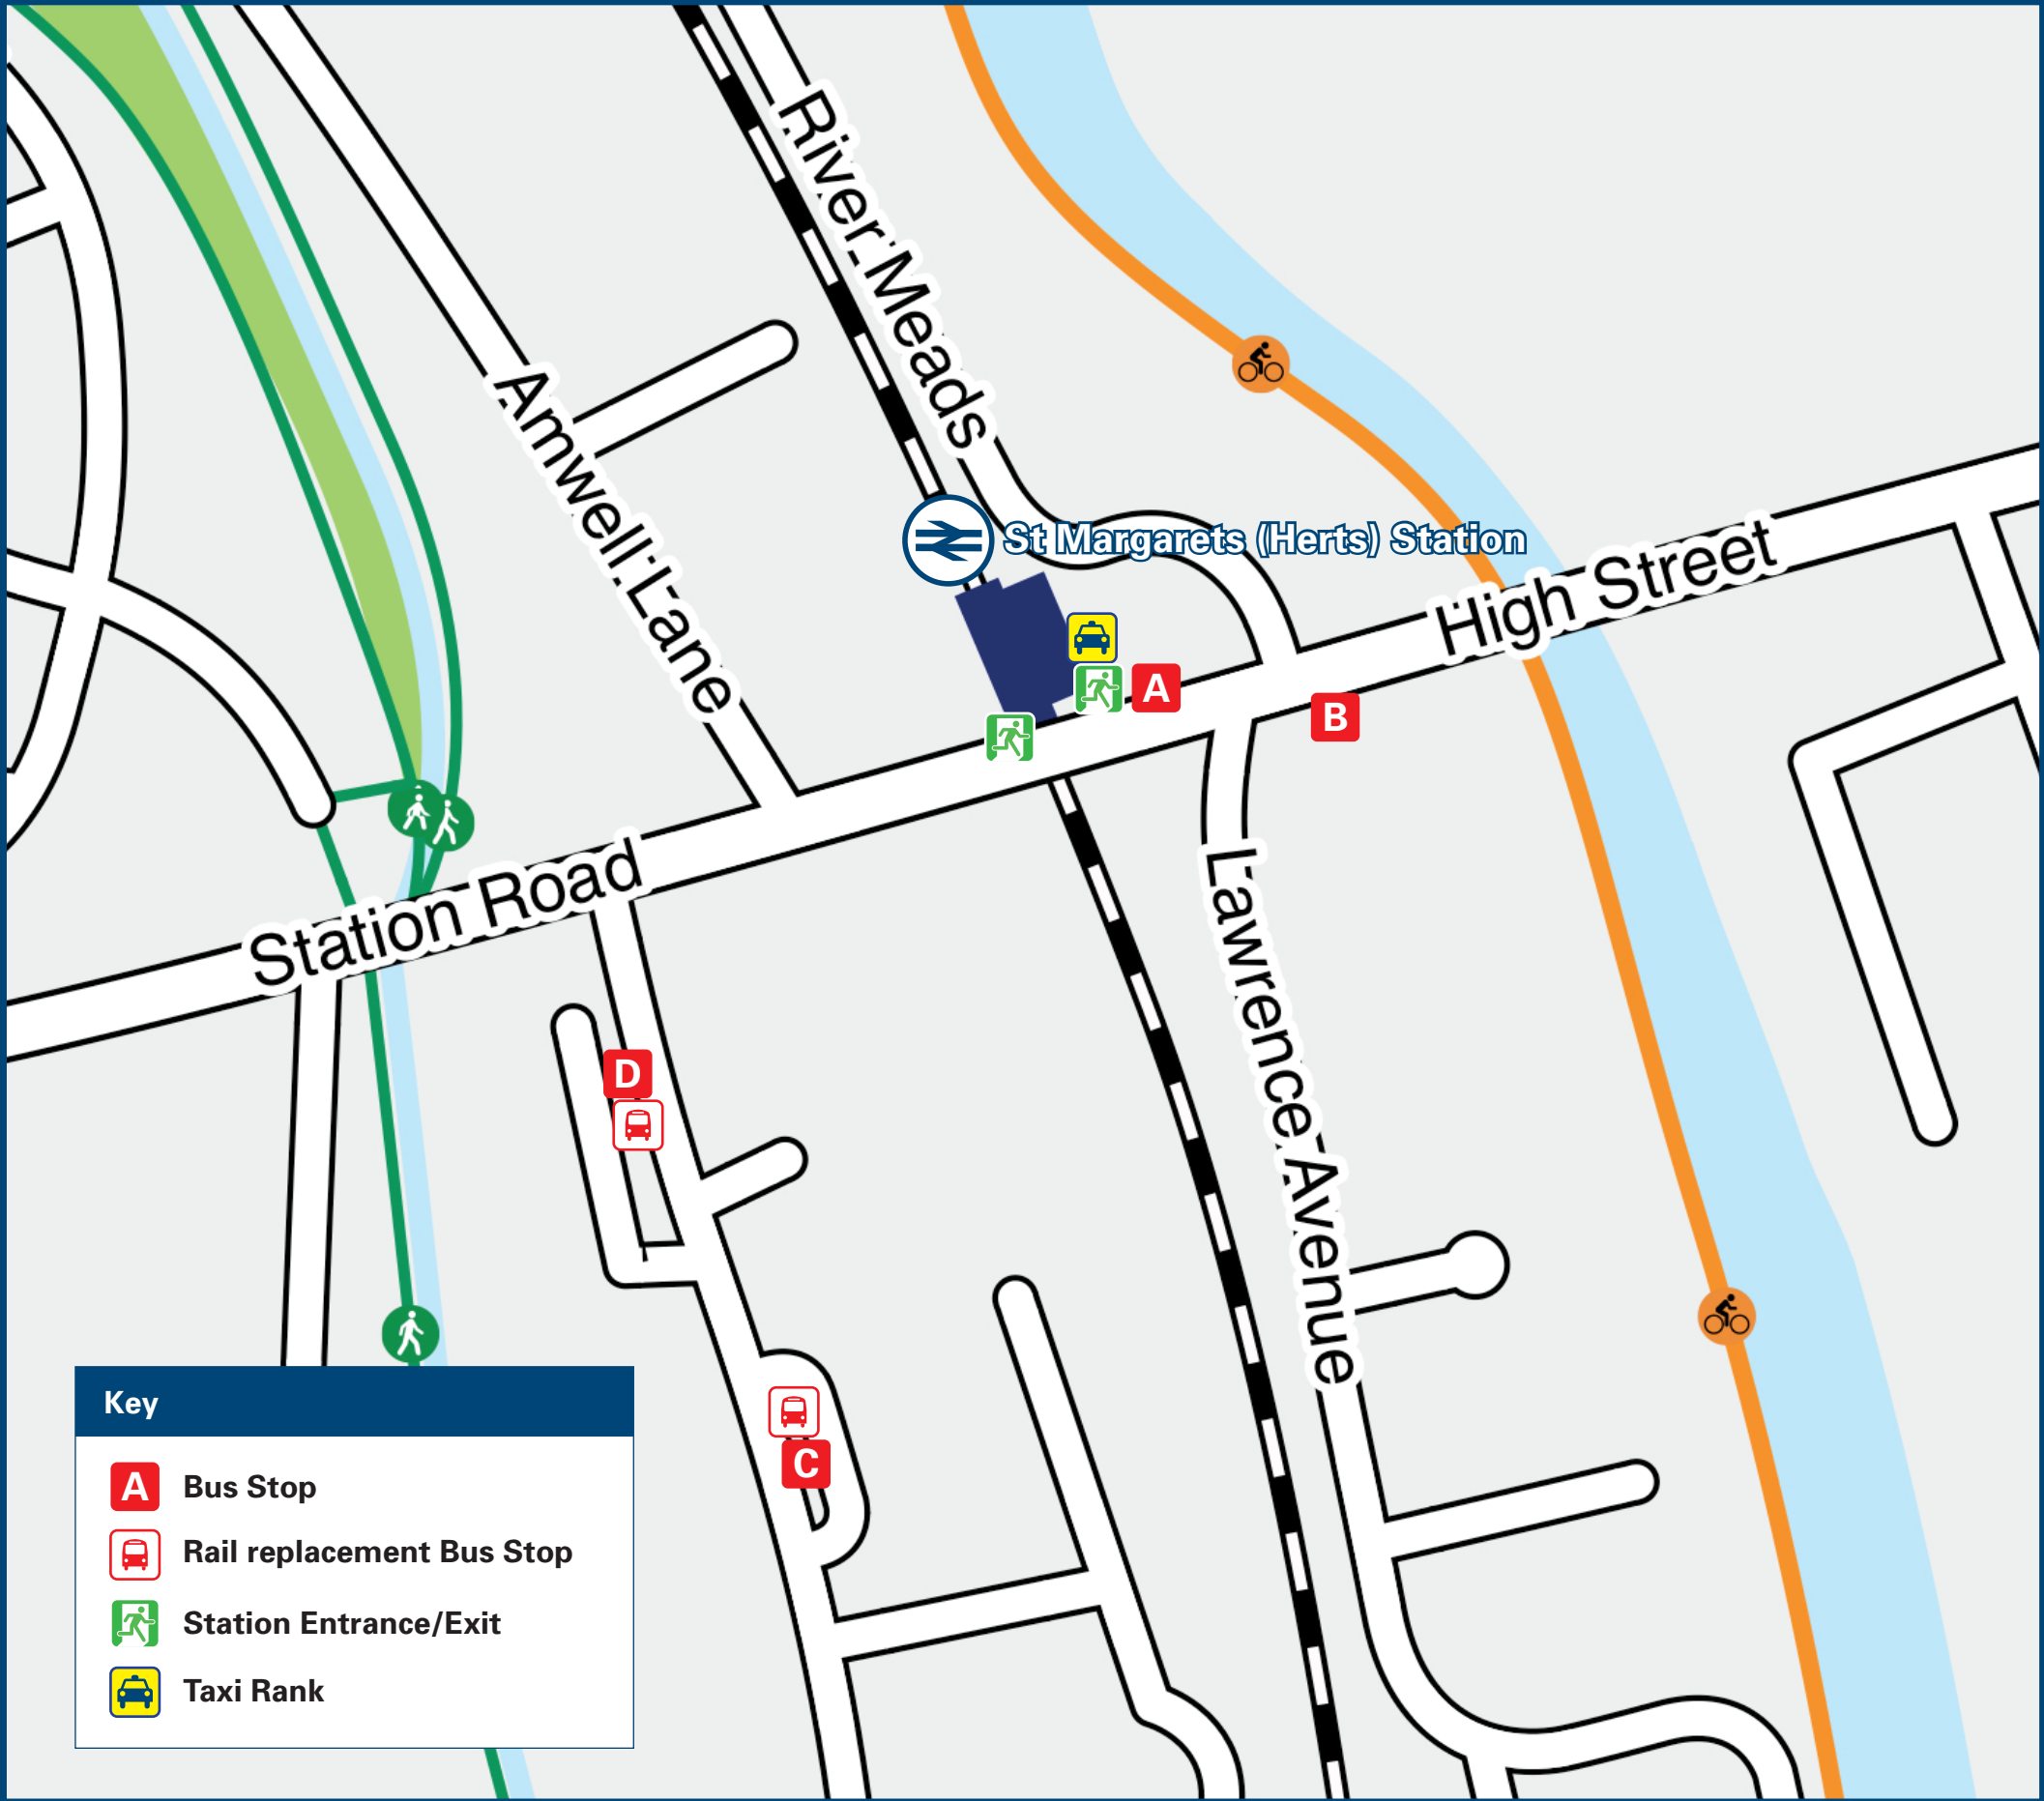 River Meads
Amwell Lane
St Margarets (Herts) Station
High Street
A
B
Station Road
Lawrence Avenue
D
C
Key
A Bus Stop
Rail replacement Bus Stop
Station Entrance/Exit
Taxi Rank